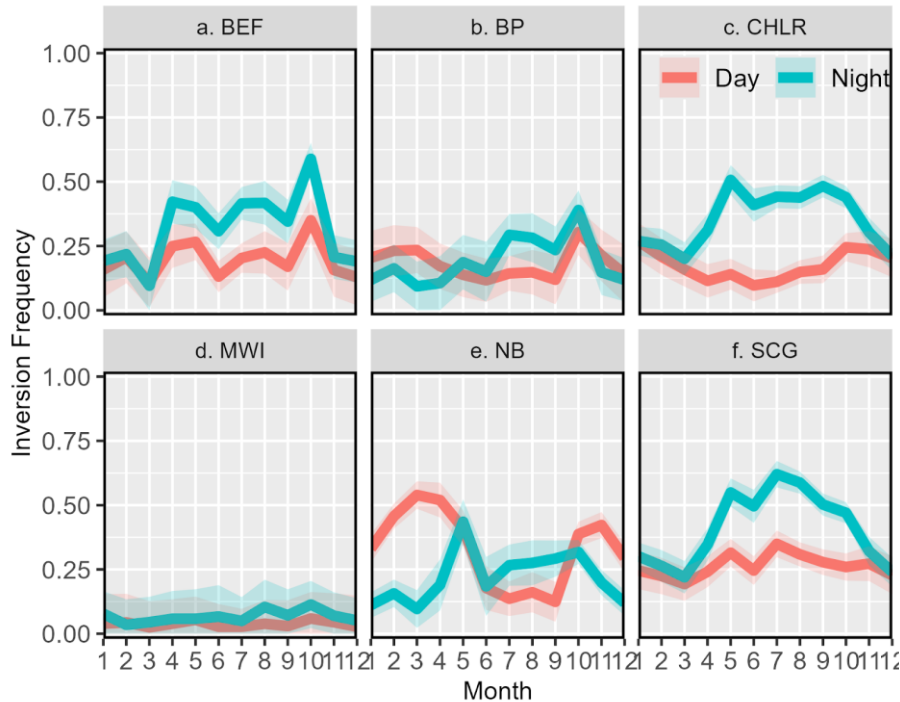 a. BEF
b. BP
c. CHLR
1.00
0.75
0.50
0.25
0.00
Day
Night
d. MWI
e. NB
f. SCG
1.00
0.75
0.50
0.25
0.00
Inversion Frequency
1 2 3 4 5 6 7 8 9 10 11 12
1 2 3 4 5 6 7 8 9 10 11 12
1 2 3 4 5 6 7 8 9 10 11 12
Month